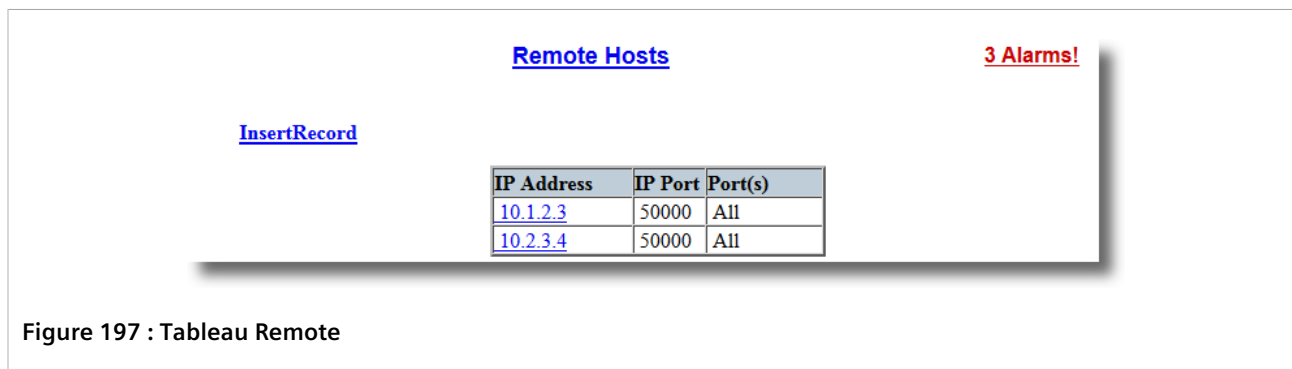 Remote Hosts
3 Alarms!
InsertRecord
IP Address IP Port Port(s)
10.1.2.3 50000 All
10.2.3.4 50000 All
Figure 197 : Tableau Remote